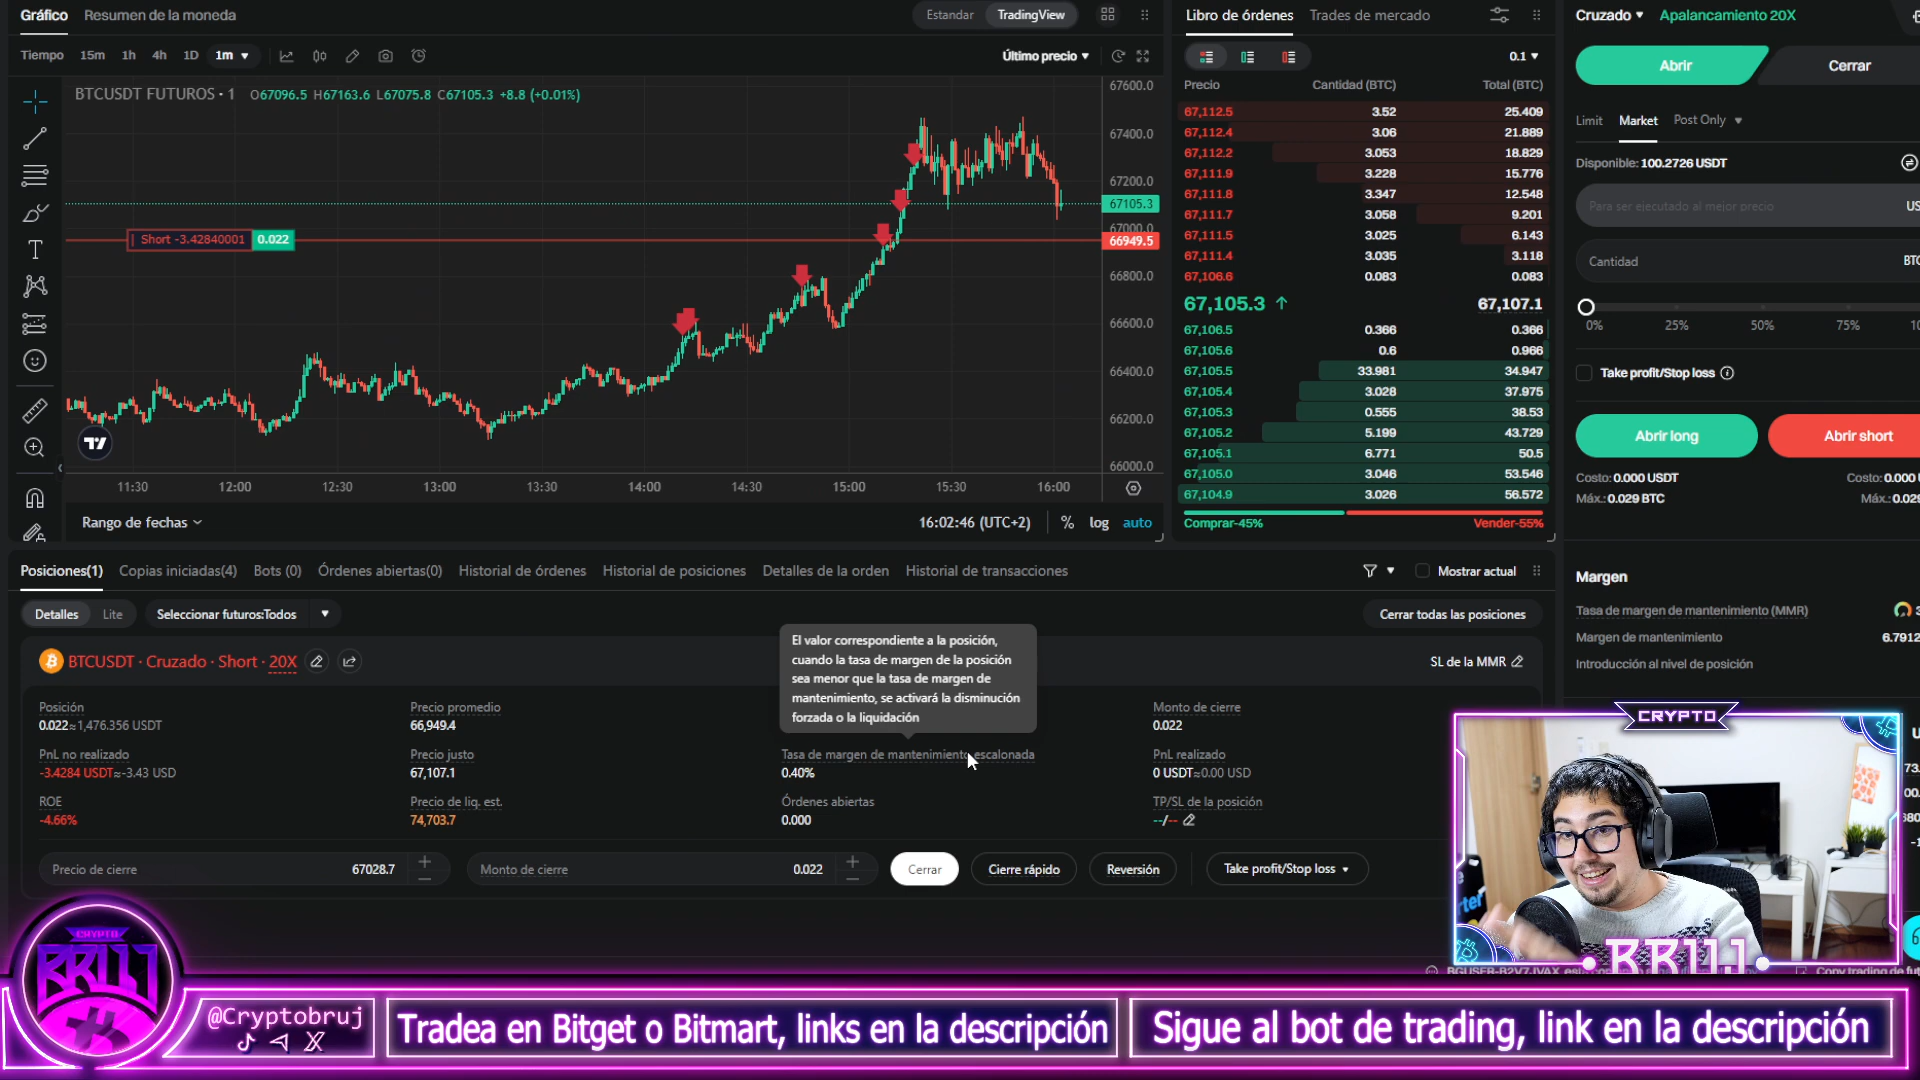 Gráfico Resumen de la moneda
Estandar TradingView
Tiempo 15m 1h 4h 1D 1m
Último precio
BTCUSDT FUTUROS · 1 O67096.5 H67163.6 L67075.8 C67105.3 +8.8 (+0.01%)
67600.0
67400.0
67200.0
67105.3
67000.0
66949.5
66800.0
66600.0
66400.0
66200.0
66000.0
Short -3.42840001 0.022
11:30 12:00 12:30 13:00 13:30 14:00 14:30 15:00 15:30 16:00
Rango de fechas
16:02:46 (UTC+2) % log auto
Libro de órdenes Trades de mercado
0.1
Precio Cantidad (BTC) Total (BTC)
67,112.5 3.52 25.409
67,112.4 3.06 21.889
67,112.2 3.053 18.829
67,111.9 3.228 15.776
67,111.8 3.347 12.548
67,111.7 3.058 9.201
67,111.5 3.025 6.143
67,111.4 3.035 3.118
67,106.6 0.083 0.083
67,105.3 ↑ 67,107.1
67,106.5 0.366 0.366
67,105.6 0.6 0.966
67,105.5 33.981 34.947
67,105.4 3.028 37.975
67,105.3 0.555 38.53
67,105.2 5.199 43.729
67,105.1 6.771 50.5
67,105.0 3.046 53.546
67,104.9 3.026 56.572
Comprar-45% Vender-55%
Cruzado Apalancamiento 20X
Abrir Cerrar
Limit Market Post Only
Disponible: 100.2726 USDT
Para ser ejecutado al mejor precio US
Cantidad BTC
0% 25% 50% 75% 10
Take profit/Stop loss
Abrir long Abrir short
Costo: 0.000 USDT Costo: 0.000
Máx.: 0.029 BTC Máx.: 0.029
Margen
Tasa de margen de mantenimiento (MMR) 3
Margen de mantenimiento 6.7912
Introducción al nivel de posición
Posiciones(1) Copias iniciadas(4) Bots (0) Órdenes abiertas(0) Historial de órdenes Historial de posiciones Detalles de la orden Historial de transacciones
Mostrar actual
Detalles Lite Seleccionar futuros:Todos
Cerrar todas las posiciones
BTCUSDT · Cruzado · Short · 20X
SL de la MMR
El valor correspondiente a la posición,
cuando la tasa de margen de la posición
sea menor que la tasa de margen de
mantenimiento, se activará la disminución
forzada o la liquidación
Posición Precio promedio Monto de cierre
0.022≈1,476.356 USDT 66,949.4 0.022
PnL no realizado Precio justo Tasa de margen de mantenimiento escalonada PnL realizado
-3.4284 USDT≈-3.43 USD 67,107.1 0.40% 0 USDT≈0.00 USD
ROE Precio de liq. est. Órdenes abiertas TP/SL de la posición
-4.66% 74,703.7 0.000 --/--
Precio de cierre 67028.7 Monto de cierre 0.022 Cerrar Cierre rápido Reversión Take profit/Stop loss
CRYPTO
BRUJ
CRYPTO
BRUJ
@Cryptobruj
Tradea en Bitget o Bitmart, links en la descripción
Sigue al bot de trading, link en la descripción